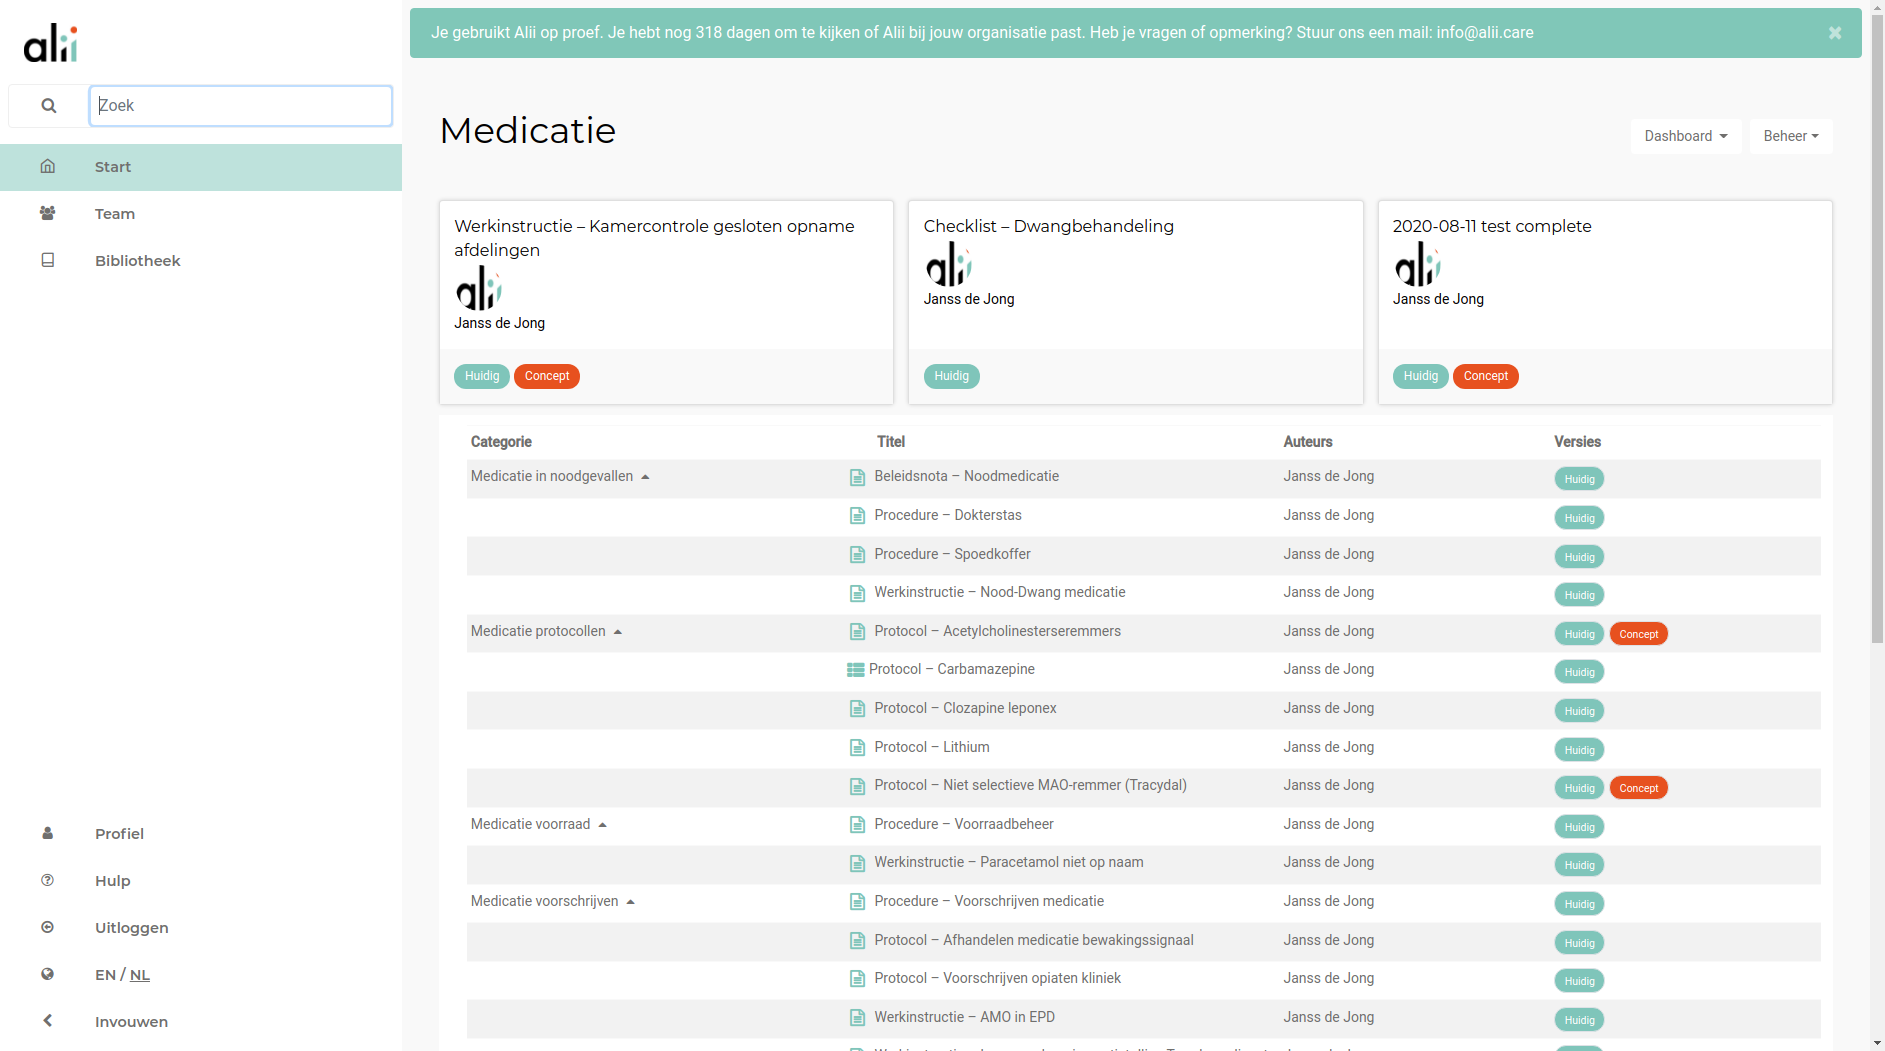 alii
Je gebruikt Alii op proef. Je hebt nog 318 dagen om te kijken of Alii bij jouw organisatie past. Heb je vragen of opmerking? Stuur ons een mail: info@alii.care
Zoek
Start
Team
Bibliotheek
Profiel
Hulp
Uitloggen
EN / NL
Invouwen
Medicatie
Dashboard
Beheer
Werkinstructie – Kamercontrole gesloten opname
afdelingen
alii
Janss de Jong
Huidig Concept
Checklist – Dwangbehandeling
alii
Janss de Jong
Huidig
2020-08-11 test complete
alii
Janss de Jong
Huidig Concept
Categorie Titel Auteurs Versies
Medicatie in noodgevallen Beleidsnota – Noodmedicatie Janss de Jong Huidig
Procedure – Dokterstas Janss de Jong Huidig
Procedure – Spoedkoffer Janss de Jong Huidig
Werkinstructie – Nood-Dwang medicatie Janss de Jong Huidig
Medicatie protocollen Protocol – Acetylcholinesterseremmers Janss de Jong Huidig Concept
Protocol – Carbamazepine Janss de Jong Huidig
Protocol – Clozapine leponex Janss de Jong Huidig
Protocol – Lithium Janss de Jong Huidig
Protocol – Niet selectieve MAO-remmer (Tracydal) Janss de Jong Huidig Concept
Medicatie voorraad Procedure – Voorraadbeheer Janss de Jong Huidig
Werkinstructie – Paracetamol niet op naam Janss de Jong Huidig
Medicatie voorschrijven Procedure – Voorschrijven medicatie Janss de Jong Huidig
Protocol – Afhandelen medicatie bewakingssignaal Janss de Jong Huidig
Protocol – Voorschrijven opiaten kliniek Janss de Jong Huidig
Werkinstructie – AMO in EPD Janss de Jong Huidig